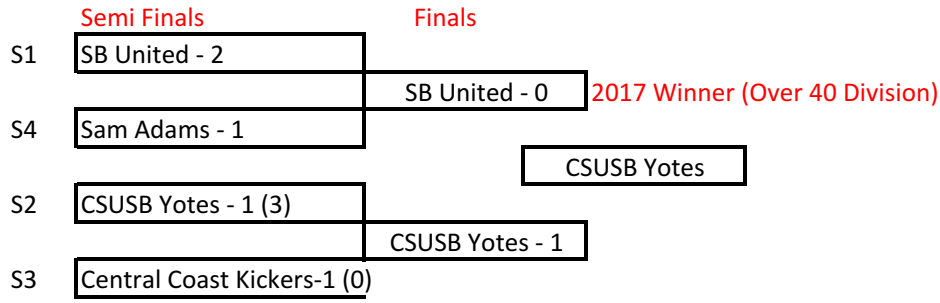 Semi Finals Finals
S1 SB United - 2
SB United - 0 2017 Winner (Over 40 Division)
S4 Sam Adams - 1
CSUSB Yotes
S2 CSUSB Yotes - 1 (3)
CSUSB Yotes - 1
S3 Central Coast Kickers-1 (0)